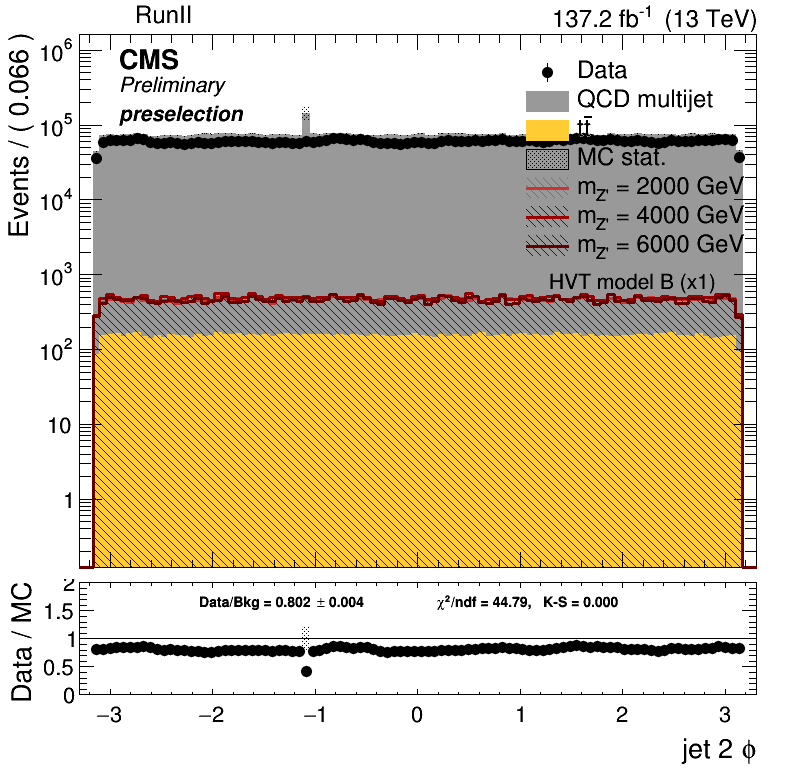 RunII 137.2 fb⁻¹ (13 TeV)
Events / ( 0.066 )
10⁶
10⁵
10⁴
10³
10²
10
1
CMS
Preliminary
preselection
Data
QCD multijet
tt̅
MC stat.
m_Z' = 2000 GeV
m_Z' = 4000 GeV
m_Z' = 6000 GeV
HVT model B (x1)
Data / MC
2
1.5
1
0.5
0
Data/Bkg = 0.802 ± 0.004 χ²/ndf = 44.79, K-S = 0.000
−3 −2 −1 0 1 2 3
jet 2 ϕ